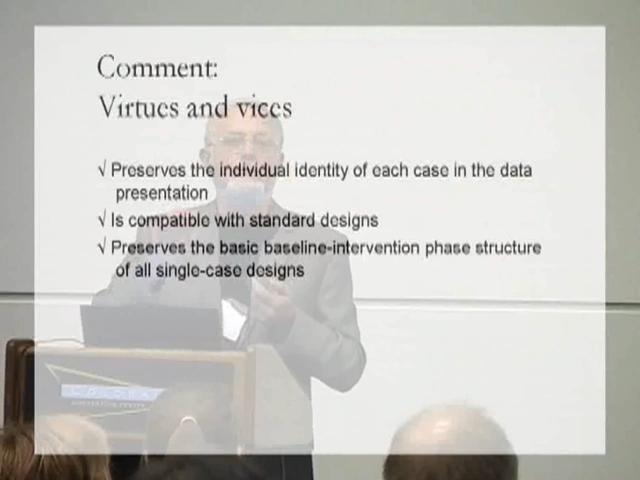 Comment:
Virtues and vices
√ Preserves the individual identity of each case in the data
presentation
√ Is compatible with standard designs
√ Preserves the basic baseline-intervention phase structure
of all single-case designs